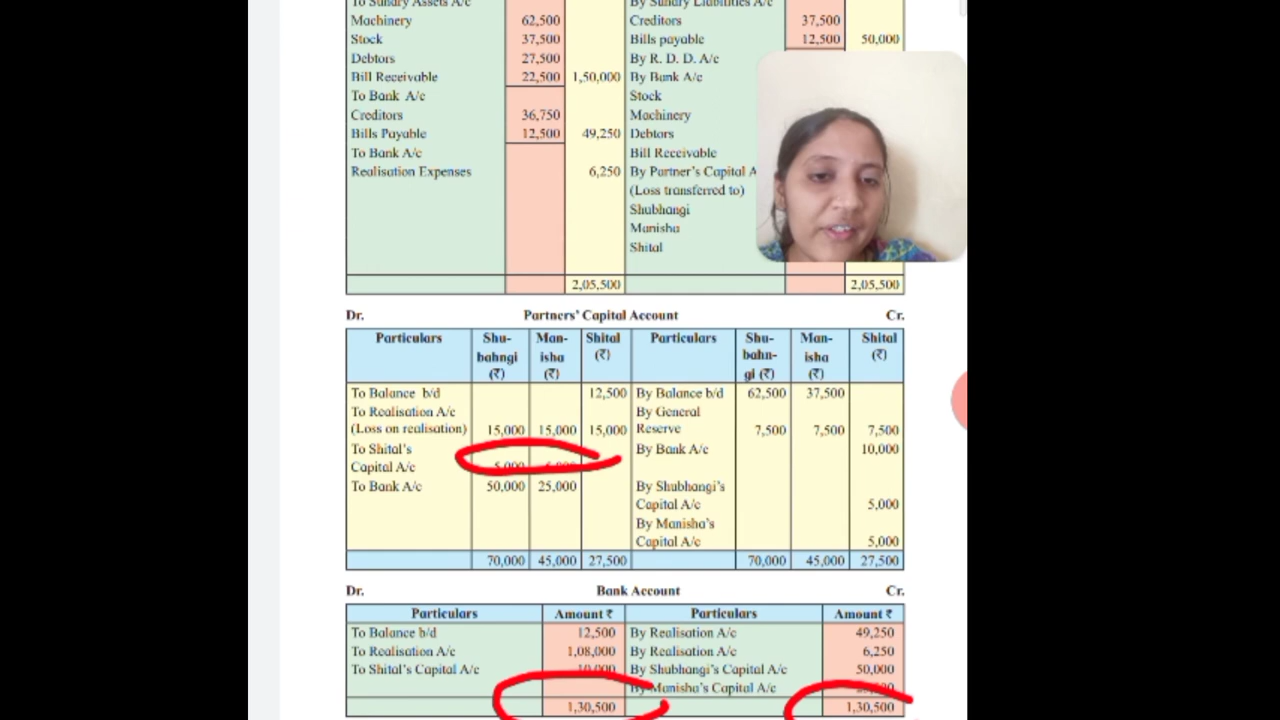 To Sundry Assets A/c By Sundry Liabilities A/c
Machinery 62,500 Creditors 37,500
Stock 37,500 Bills payable 12,500 50,000
Debtors 27,500 By R. D. D. A/c
Bill Receivable 22,500 1,50,000 By Bank A/c
To Bank A/c Stock
Creditors 36,750 Machinery
Bills Payable 12,500 49,250 Debtors
To Bank A/c Bill Receivable
Realisation Expenses 6,250 By Partner's Capital A
(Loss transferred to)
Shubhangi
Manisha
Shital
2,05,500 2,05,500
Dr. Partners' Capital Account Cr.
Particulars Shu- Man- Shital Particulars Shu- Man- Shital
bahngi isha (₹) bahn- isha (₹)
(₹) (₹) gi (₹) (₹)
To Balance b/d 12,500 By Balance b/d 62,500 37,500
To Realisation A/c By General
(Loss on realisation) 15,000 15,000 15,000 Reserve 7,500 7,500 7,500
To Shital's By Bank A/c 10,000
Capital A/c 5,000
To Bank A/c 50,000 25,000 By Shubhangi's
Capital A/c 5,000
By Manisha's
Capital A/c 5,000
70,000 45,000 27,500 70,000 45,000 27,500
Dr. Bank Account Cr.
Particulars Amount ₹ Particulars Amount ₹
To Balance b/d 12,500 By Realisation A/c 49,250
To Realisation A/c 1,08,000 By Realisation A/c 6,250
To Shital's Capital A/c 10,000 By Shubhangi's Capital A/c 50,000
By Manisha's Capital A/c
1,30,500 1,30,500